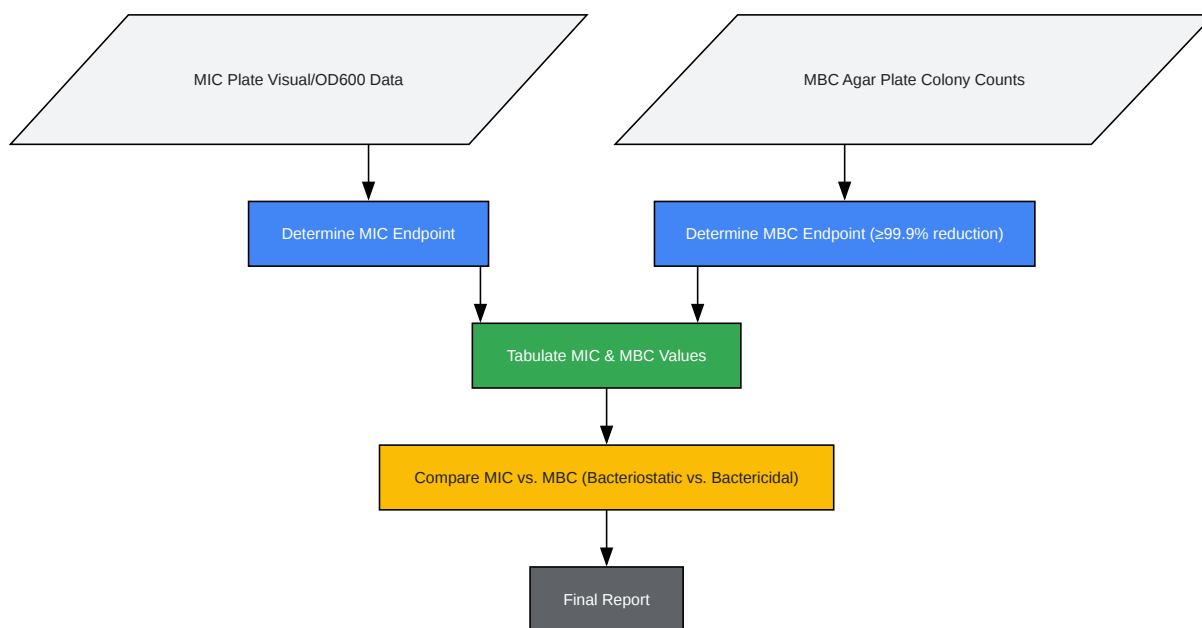 MIC Plate Visual/OD600 Data
MBC Agar Plate Colony Counts
Determine MIC Endpoint
Determine MBC Endpoint (≥99.9% reduction)
Tabulate MIC & MBC Values
Compare MIC vs. MBC (Bacteriostatic vs. Bactericidal)
Final Report